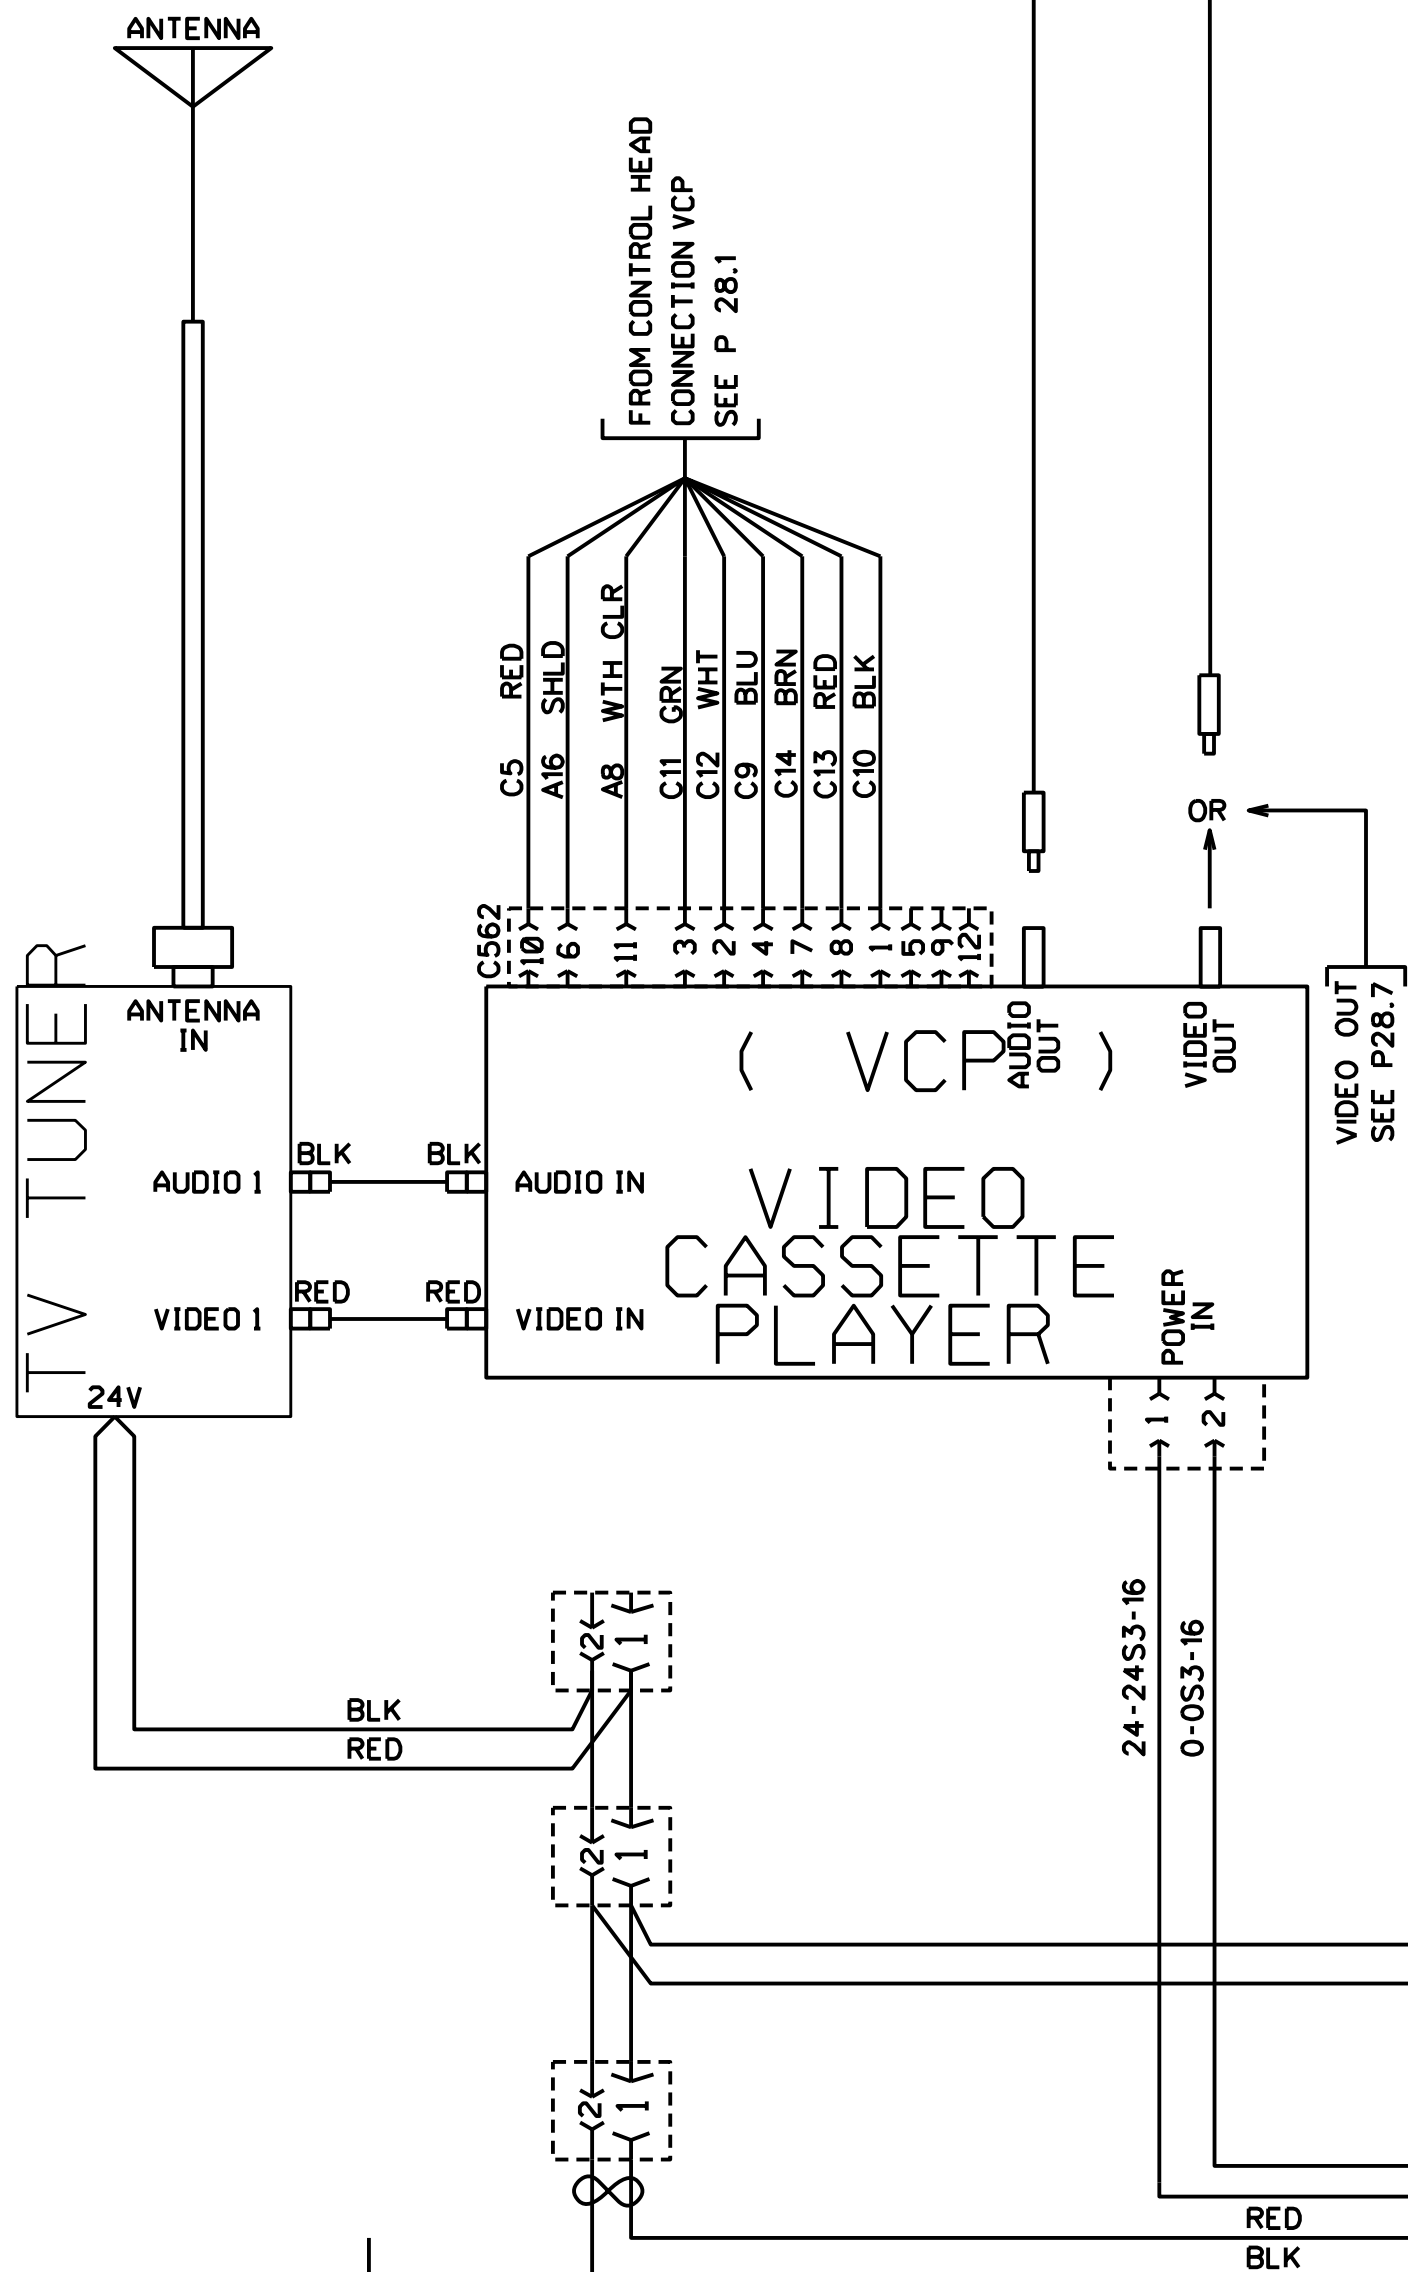 ANTENNA
FROM CONTROL HEAD
CONNECTION VCP
SEE P 28.1
C5 RED
A16 SHLD
A8 WTH CLR
C11 GRN
C12 WHT
C9 BLU
C14 BRN
C13 RED
C10 BLK
OR
C562
10 6 11 3 2 4 7 8 1 5 9 12
TV TUNER
ANTENNA
IN
( VCP )
AUDIO
OUT
VIDEO
OUT
VIDEO OUT
SEE P28.7
BLK BLK
AUDIO 1 AUDIO IN
VIDEO
CASSETTE
PLAYER
RED RED
VIDEO 1 VIDEO IN
POWER
IN
24V
1 2
24-24S3-16
0-0S3-16
2 1
BLK
RED
2 1
2 1
RED
BLK